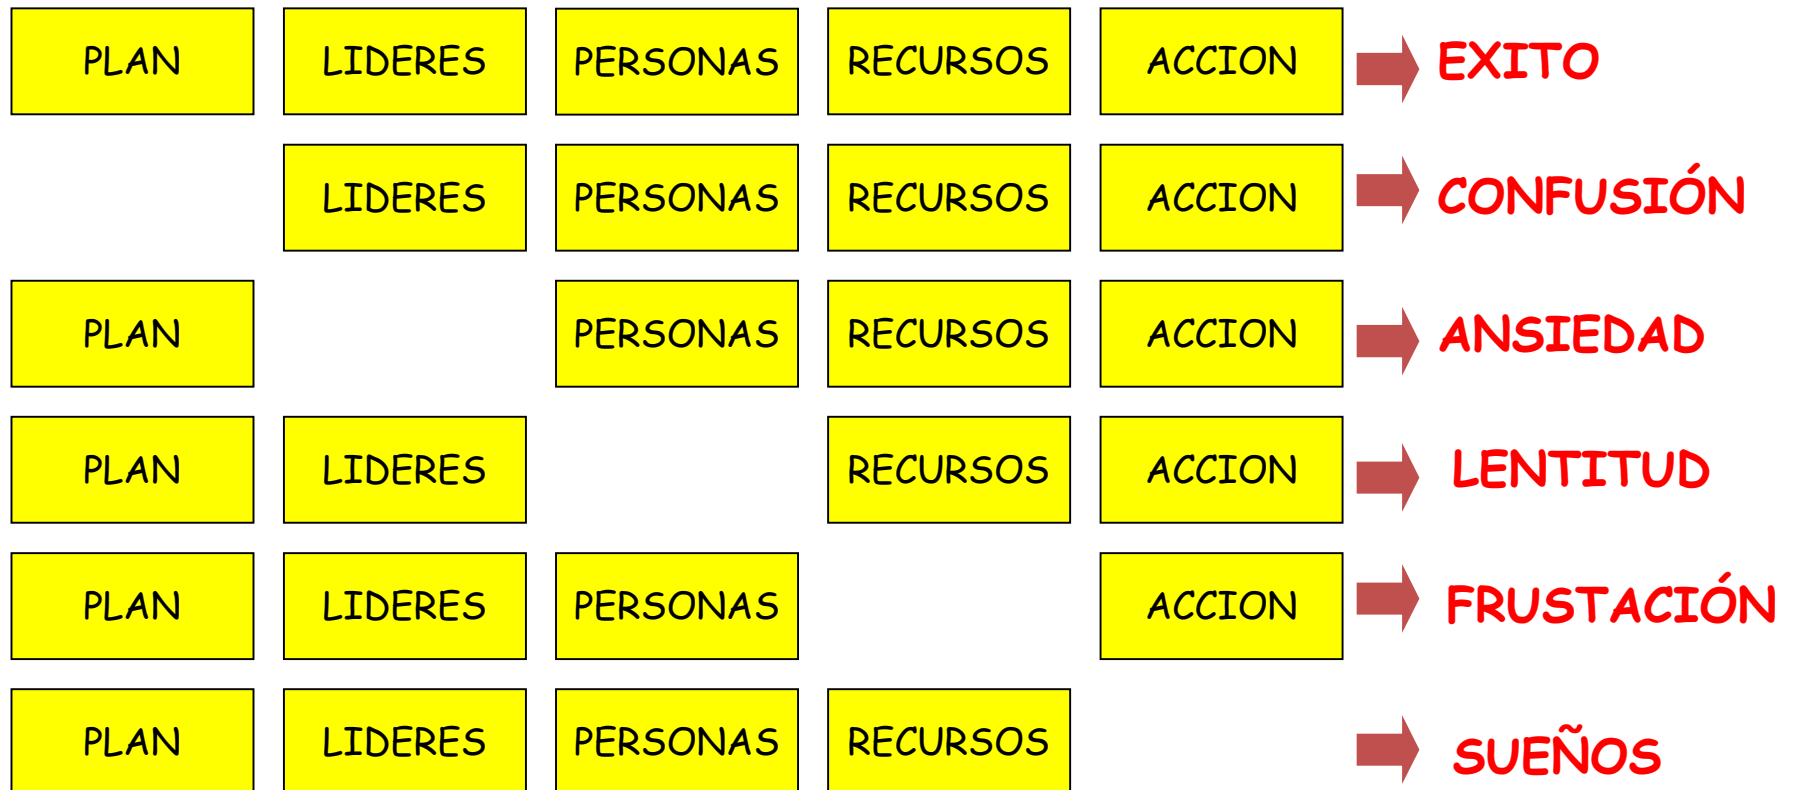 PLAN LIDERES PERSONAS RECURSOS ACCION EXITO
LIDERES PERSONAS RECURSOS ACCION CONFUSIÓN
PLAN PERSONAS RECURSOS ACCION ANSIEDAD
PLAN LIDERES RECURSOS ACCION LENTITUD
PLAN LIDERES PERSONAS ACCION FRUSTACIÓN
PLAN LIDERES PERSONAS RECURSOS SUEÑOS